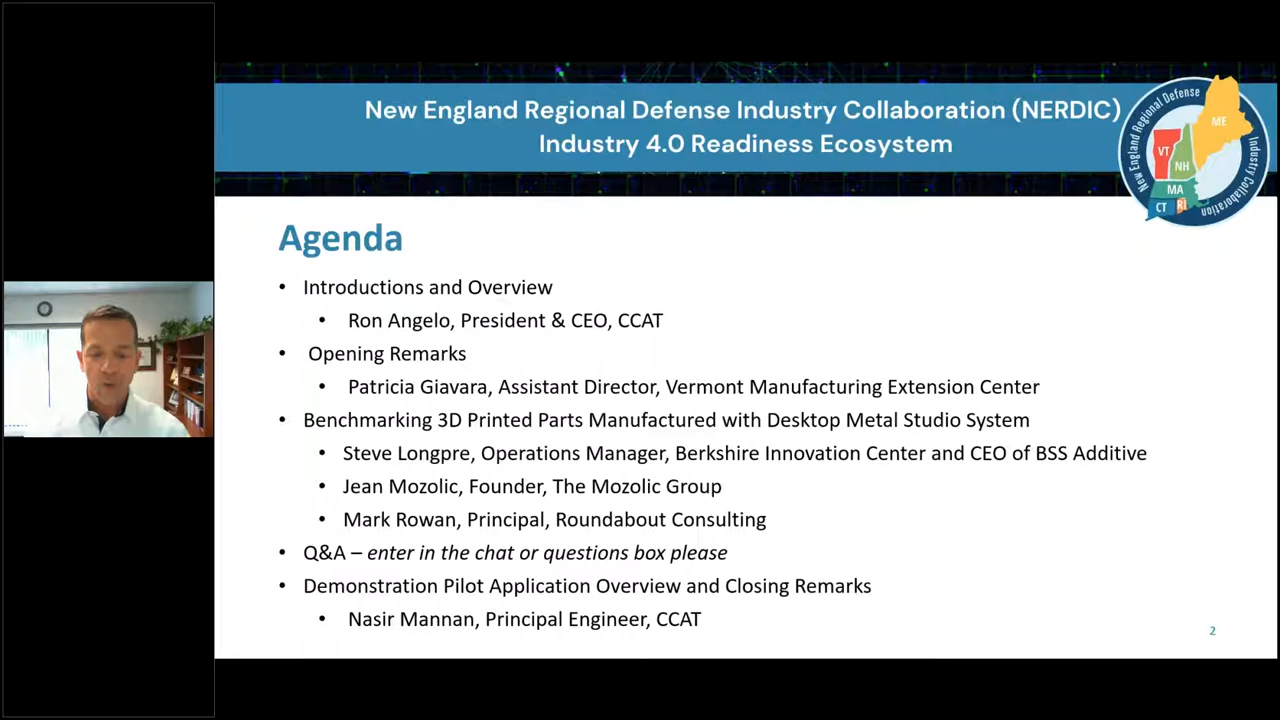 New England Regional Defense Industry Collaboration (NERDIC)
Industry 4.0 Readiness Ecosystem
New England Regional Defense
Industry Collaboration
ME
VT
NH
MA
CT
RI
Agenda
• Introductions and Overview
• Ron Angelo, President & CEO, CCAT
• Opening Remarks
• Patricia Giavara, Assistant Director, Vermont Manufacturing Extension Center
• Benchmarking 3D Printed Parts Manufactured with Desktop Metal Studio System
• Steve Longpre, Operations Manager, Berkshire Innovation Center and CEO of BSS Additive
• Jean Mozolic, Founder, The Mozolic Group
• Mark Rowan, Principal, Roundabout Consulting
• Q&A – enter in the chat or questions box please
• Demonstration Pilot Application Overview and Closing Remarks
• Nasir Mannan, Principal Engineer, CCAT
2